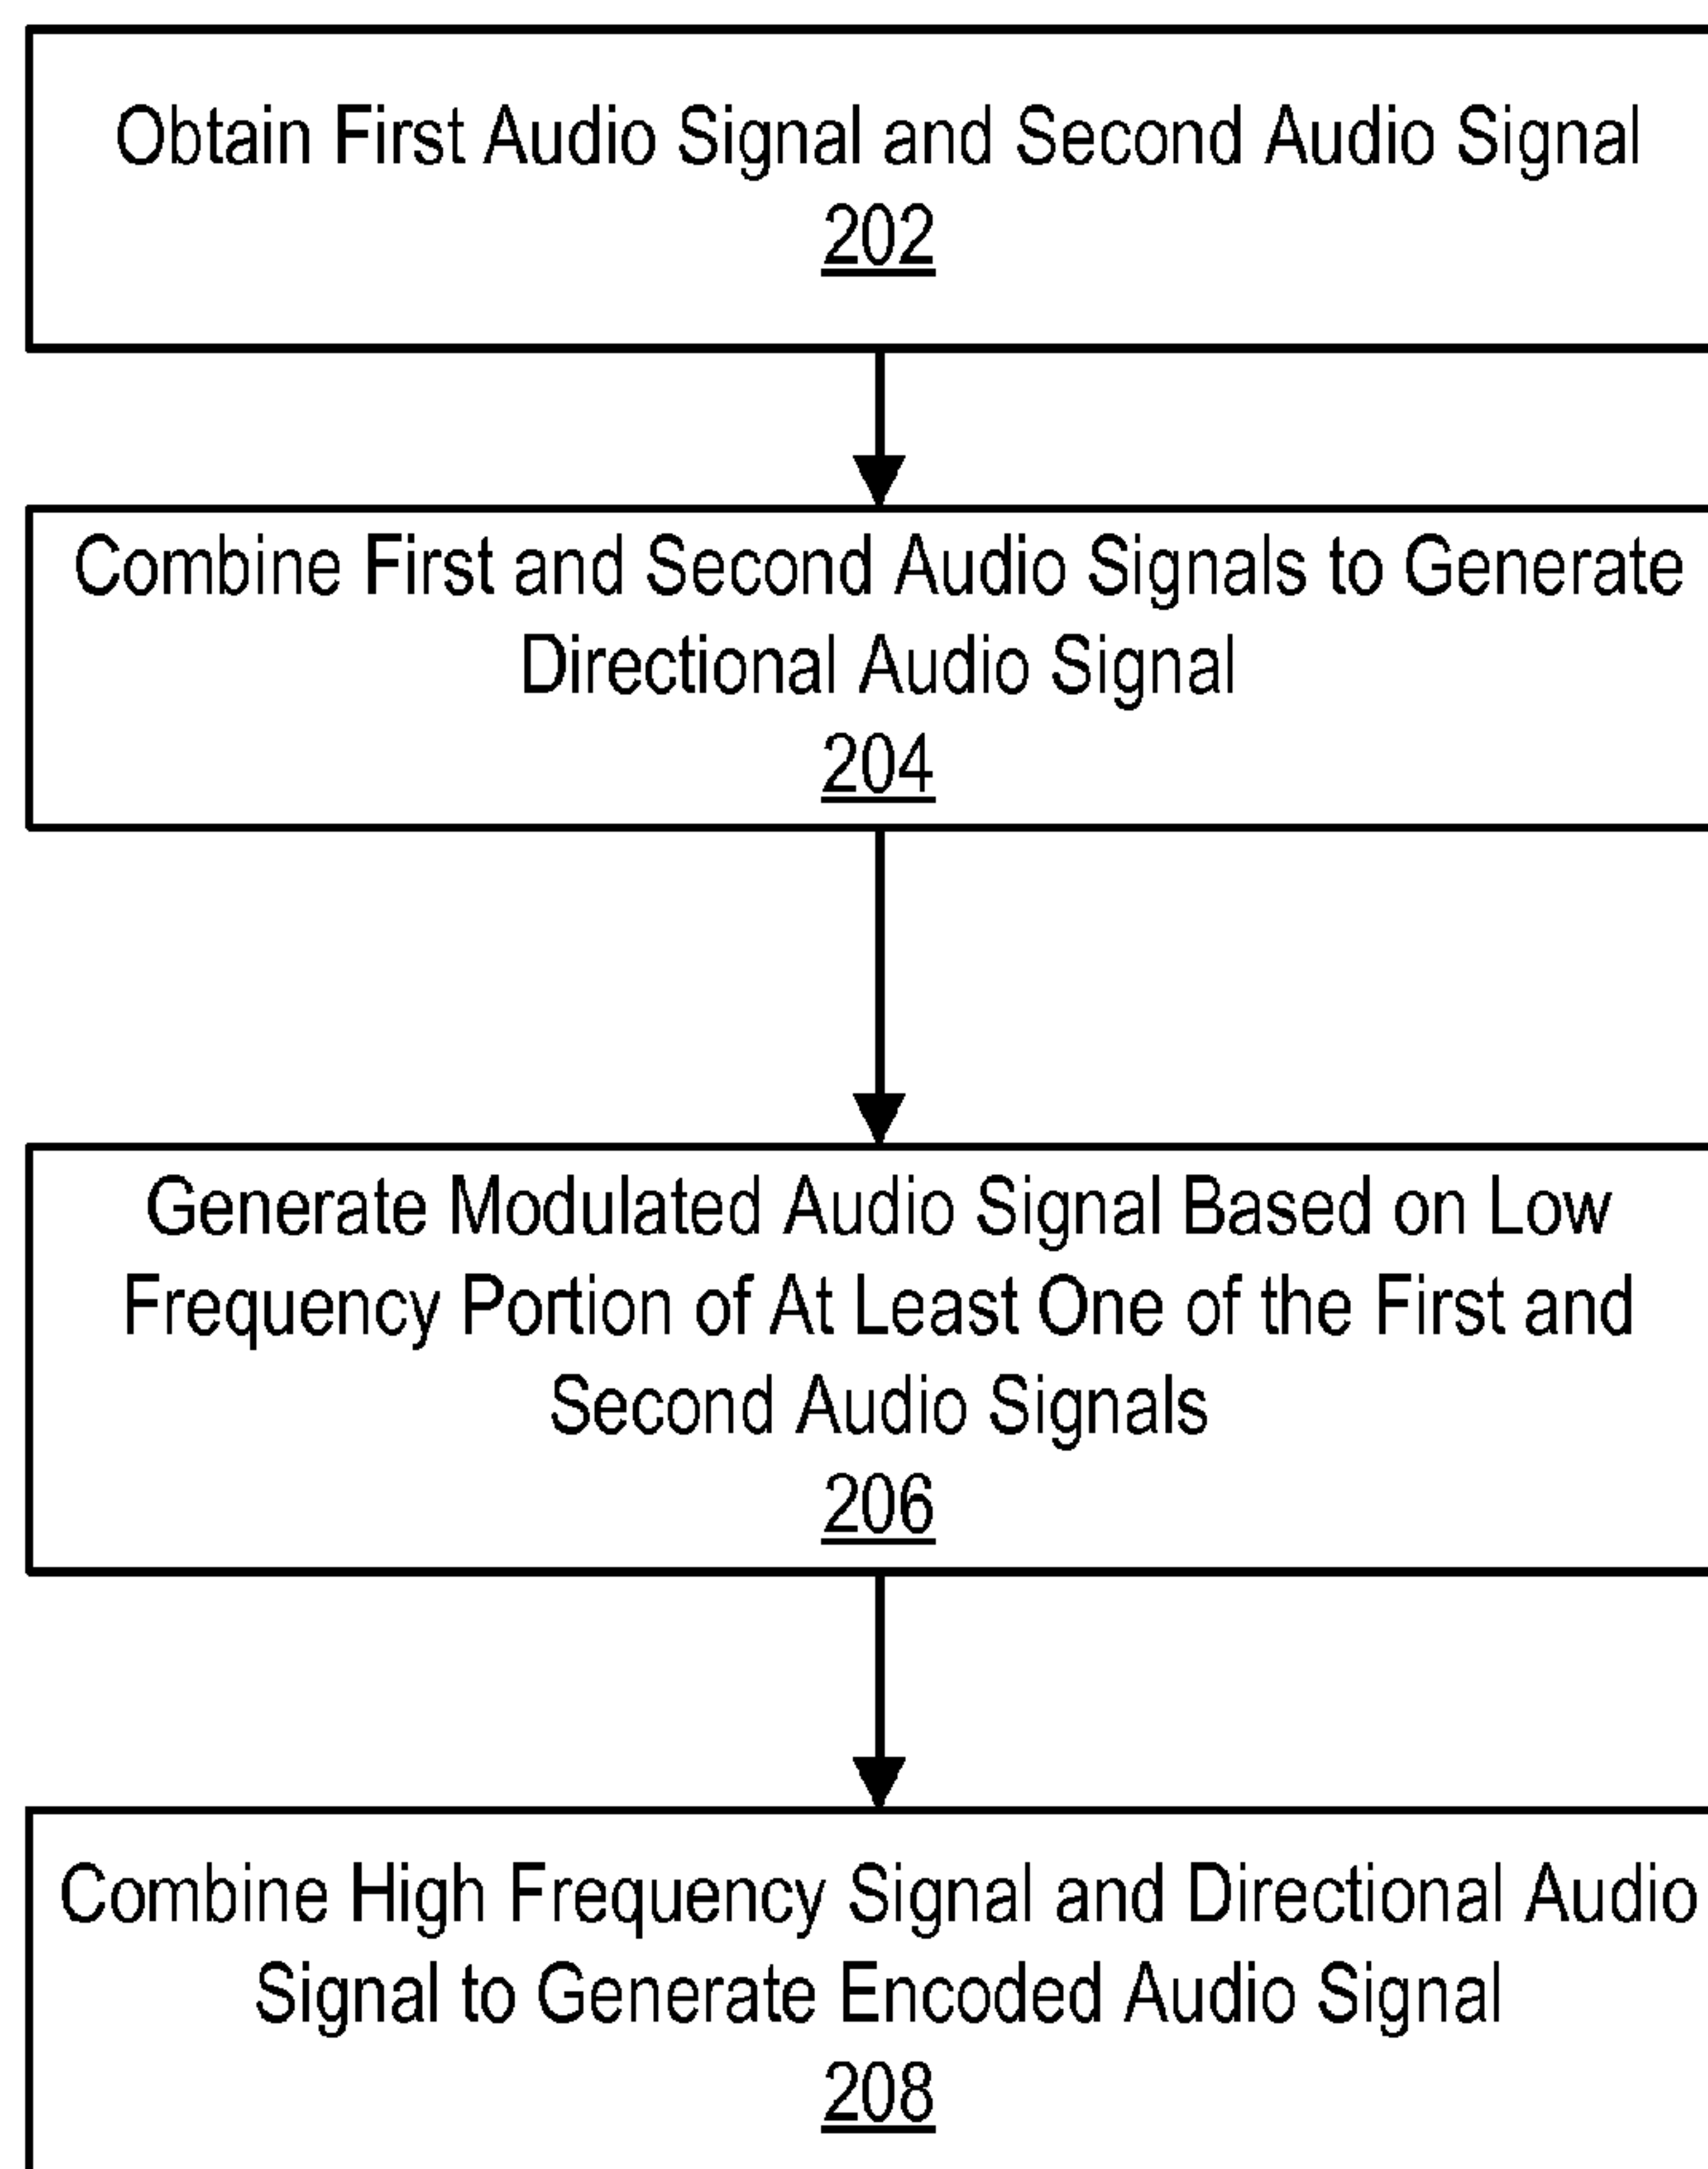 Obtain First Audio Signal and Second Audio Signal
202
Combine First and Second Audio Signals to Generate
Directional Audio Signal
204
Generate Modulated Audio Signal Based on Low
Frequency Portion of At Least One of the First and
Second Audio Signals
206
Combine High Frequency Signal and Directional Audio
Signal to Generate Encoded Audio Signal
208